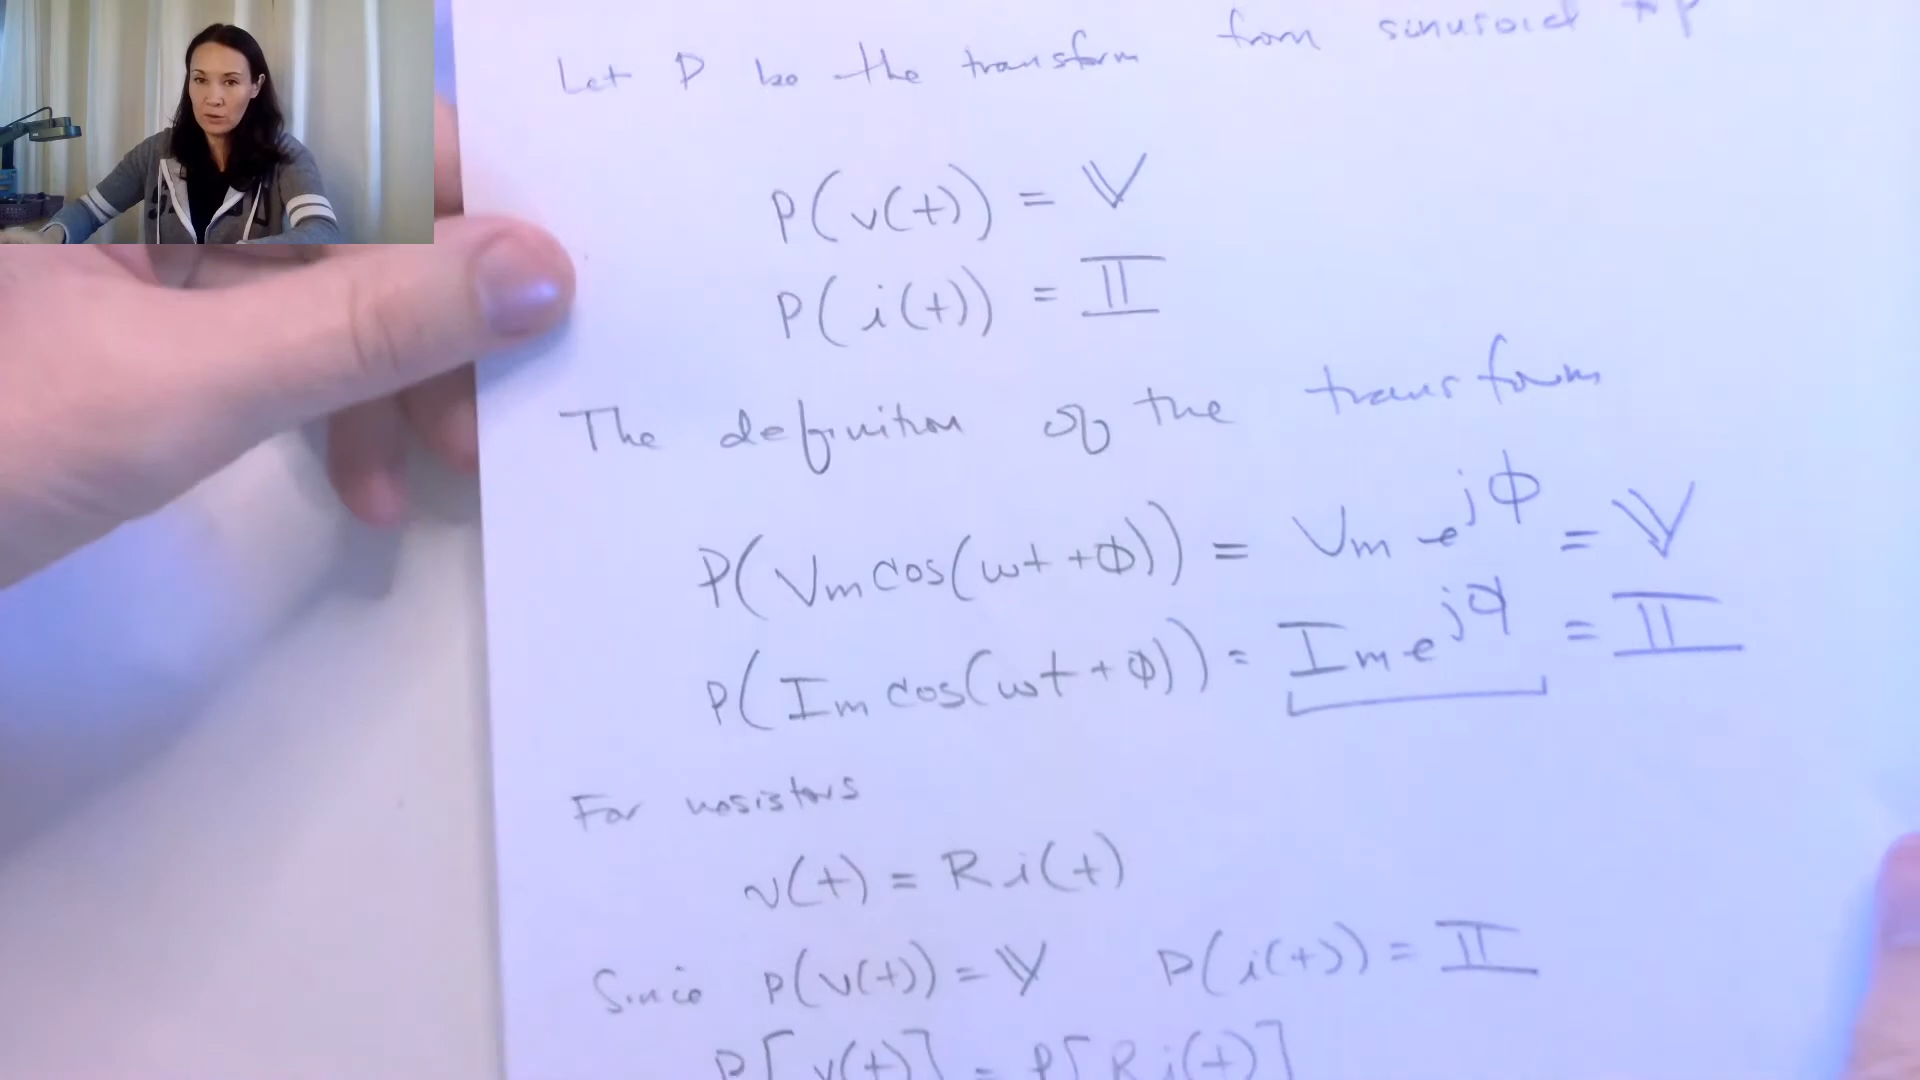 Let P be the transform from sinusoid
P(v(t)) = 𝕍
P(i(t)) = 𝕀
The definition of the transform
P(Vm cos(ωt + ϕ)) = Vm e^jϕ = 𝕍
P(Im cos(ωt + ϕ)) = Im e^jϕ = 𝕀
For resistors
v(t) = R i(t)
Since P(v(t)) = 𝕍 P(i(t)) = 𝕀
P[v(t)] = P[R i(t)]